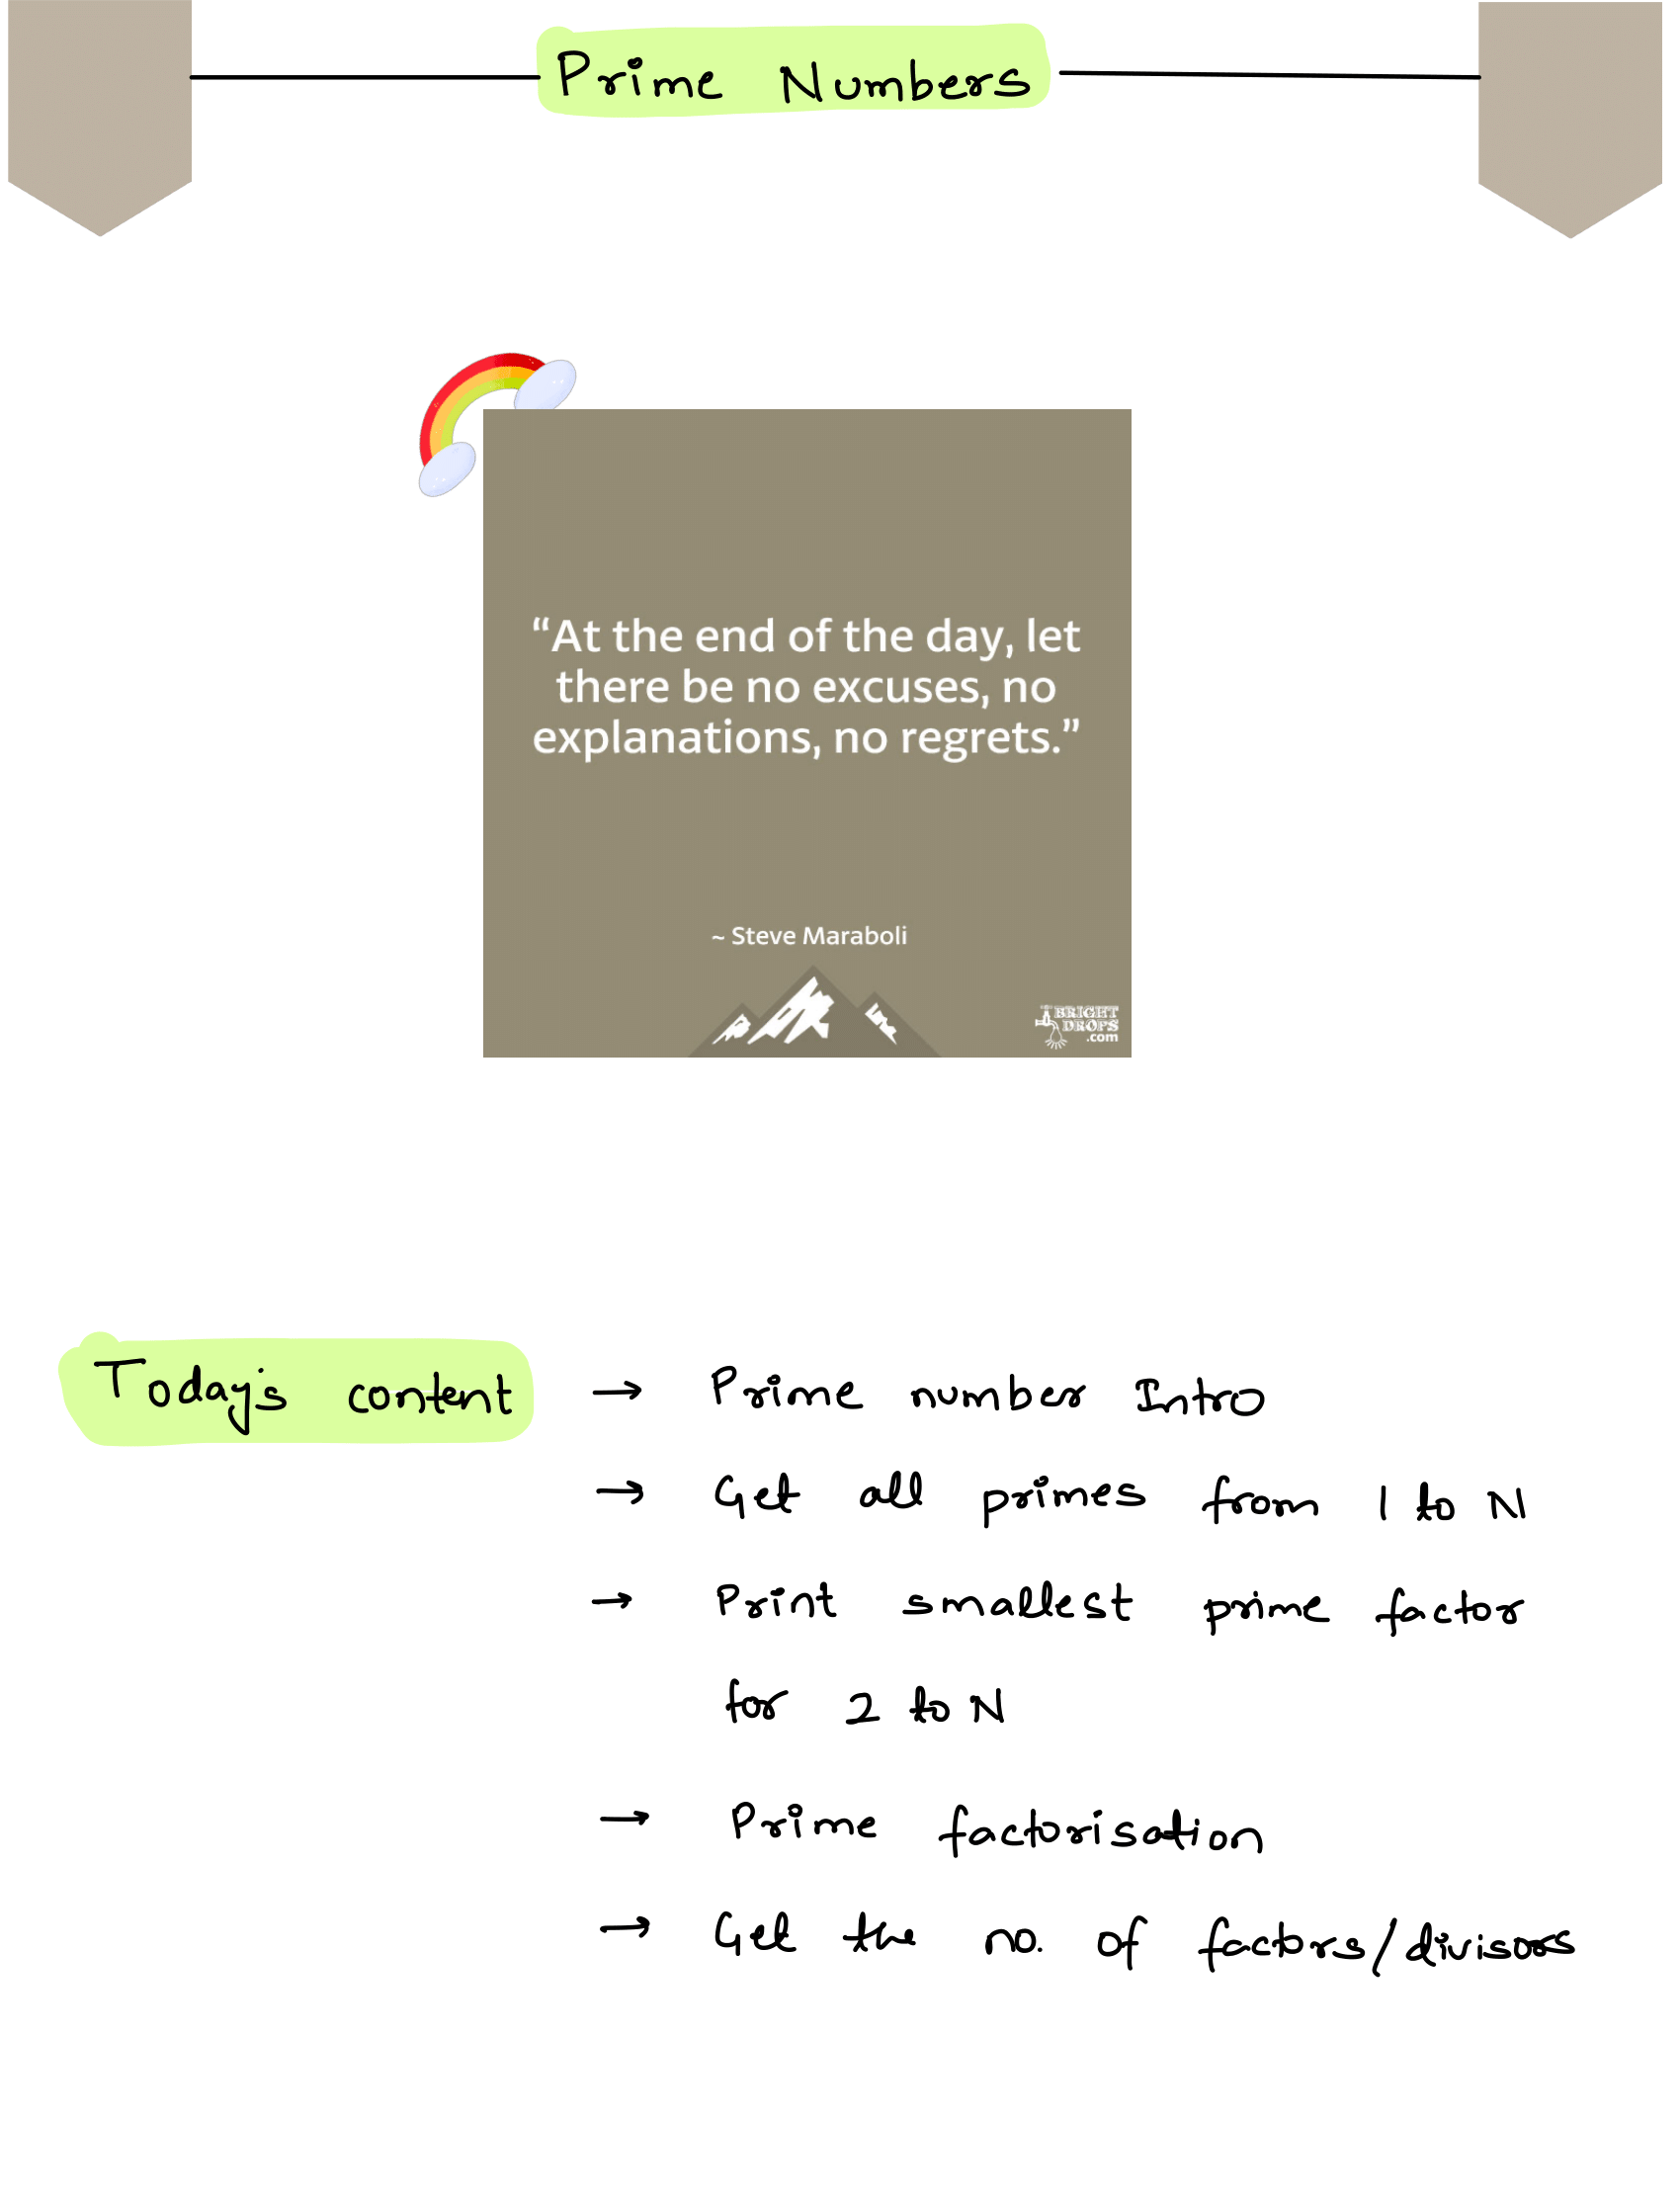 Prime Numbers
“At the end of the day, let
there be no excuses, no
explanations, no regrets.”
~ Steve Maraboli
BRIGHT
DROPS
.com
Today's content → Prime number Intro
→ Get all primes from 1 to N
→ Print smallest prime factor
for 2 to N
→ Prime factorisation
→ Get the no. of factors/divisors